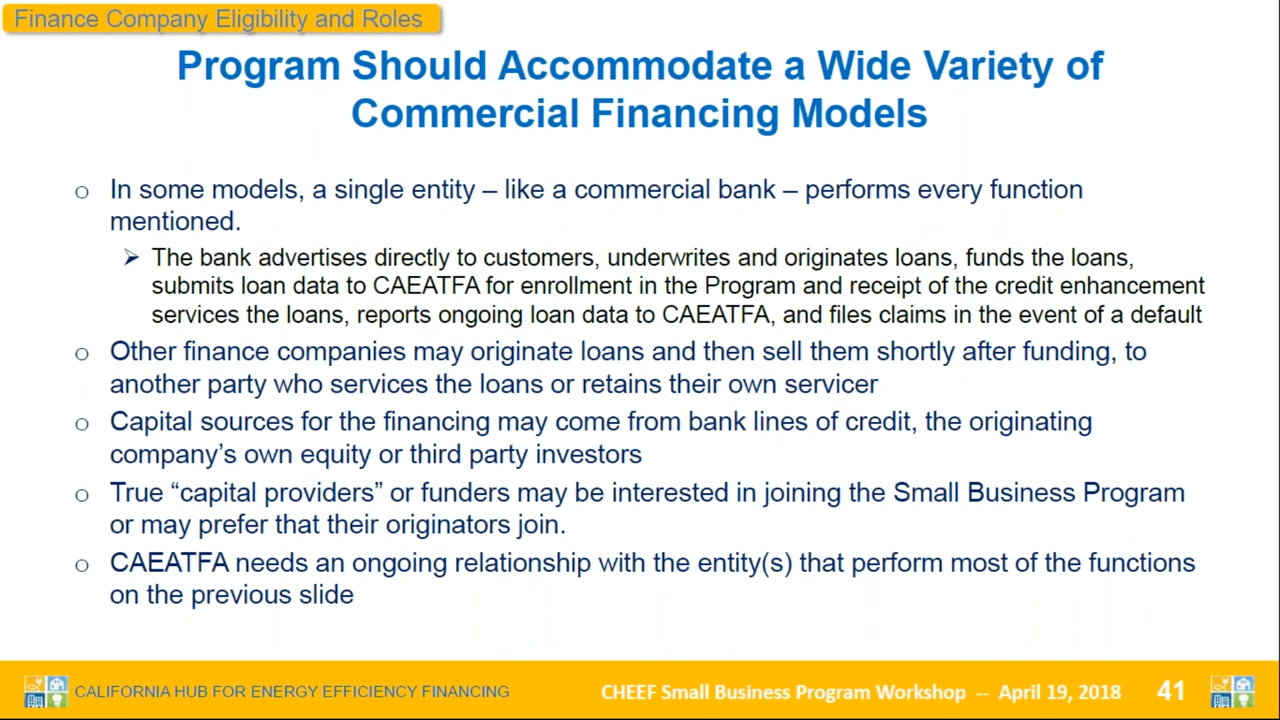 Finance Company Eligibility and Roles
Program Should Accommodate a Wide Variety of
Commercial Financing Models
o In some models, a single entity – like a commercial bank – performs every function
mentioned.
➢ The bank advertises directly to customers, underwrites and originates loans, funds the loans,
submits loan data to CAEATFA for enrollment in the Program and receipt of the credit enhancement
services the loans, reports ongoing loan data to CAEATFA, and files claims in the event of a default
o Other finance companies may originate loans and then sell them shortly after funding, to
another party who services the loans or retains their own servicer
o Capital sources for the financing may come from bank lines of credit, the originating
company’s own equity or third party investors
o True “capital providers” or funders may be interested in joining the Small Business Program
or may prefer that their originators join.
o CAEATFA needs an ongoing relationship with the entity(s) that perform most of the functions
on the previous slide
CALIFORNIA HUB FOR ENERGY EFFICIENCY FINANCING
CHEEF Small Business Program Workshop -- April 19, 2018 41